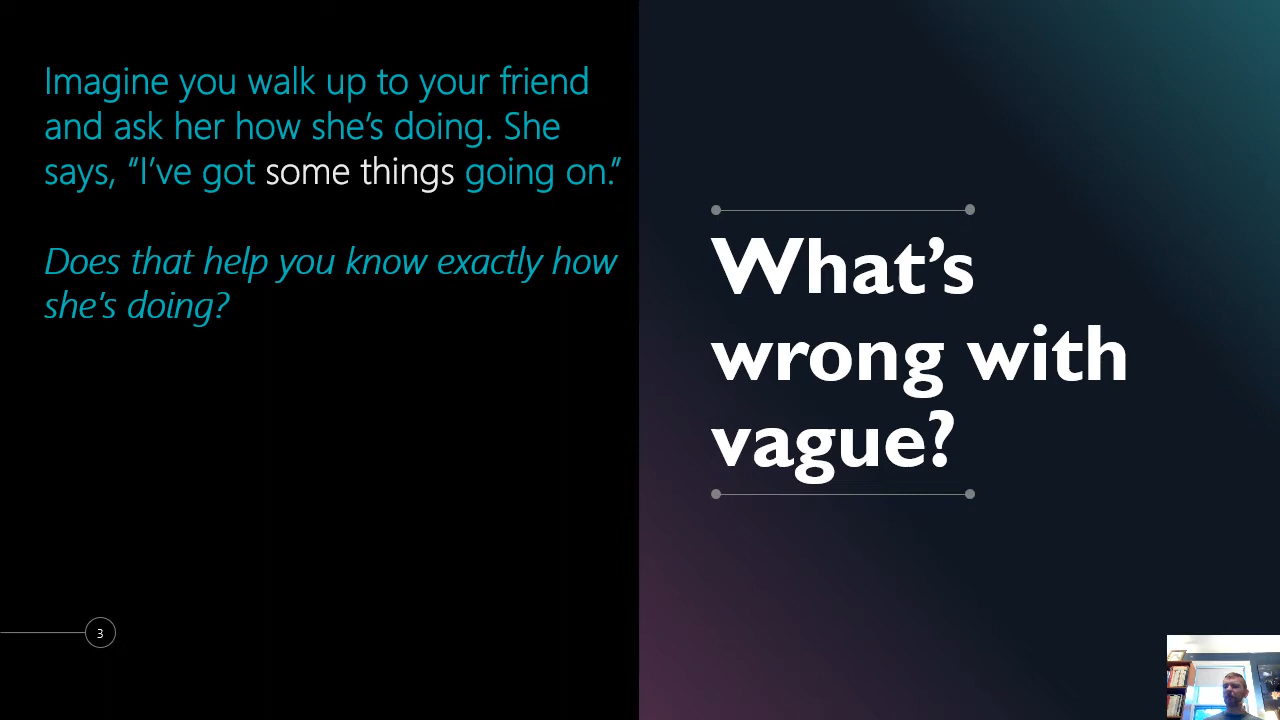 Imagine you walk up to your friend
and ask her how she’s doing. She
says, “I’ve got some things going on.”
Does that help you know exactly how
she’s doing?
3
What’s
wrong with
vague?